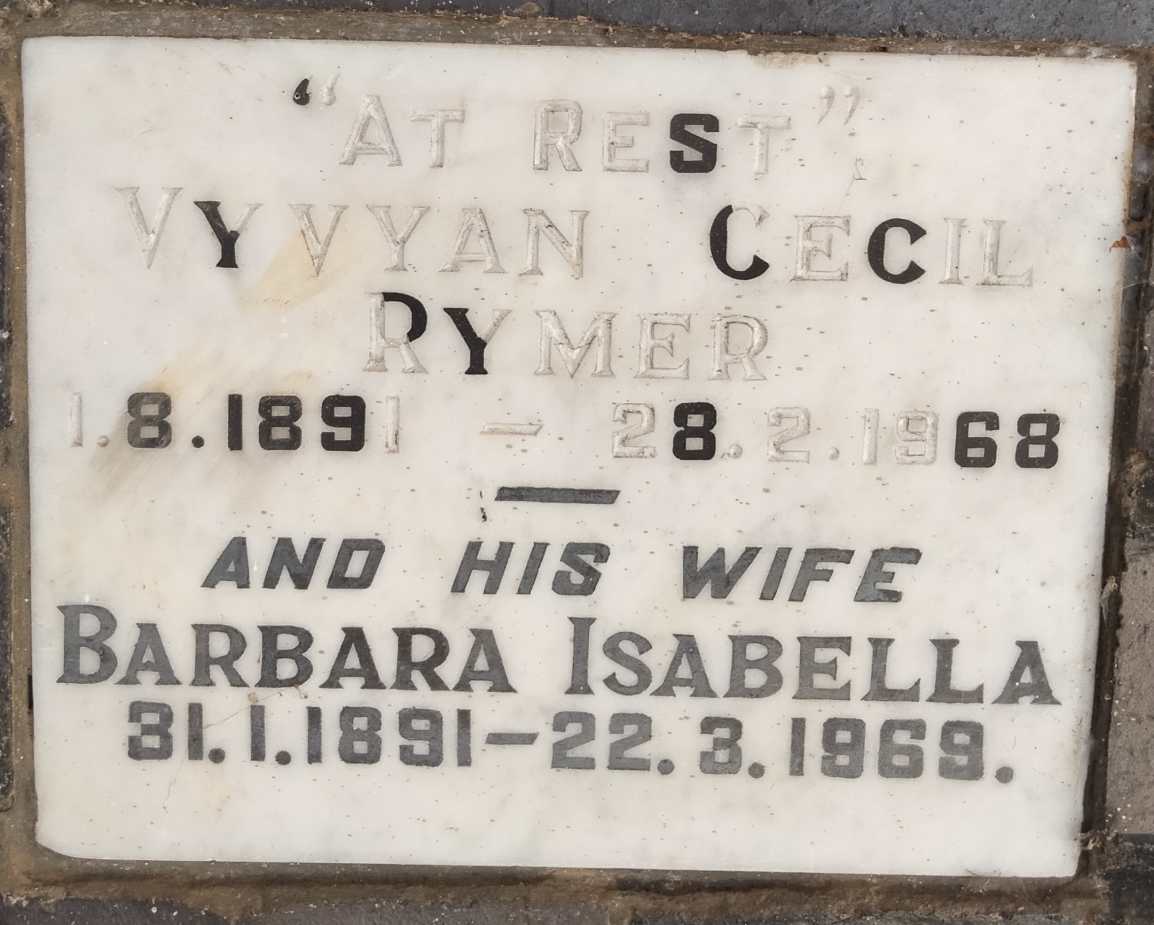 “AT REST”
VYVYAN CECIL
RYMER
1.8.1891 – 28.2.1968
—
AND HIS WIFE
BARBARA ISABELLA
31.1.1891–22.3.1969.